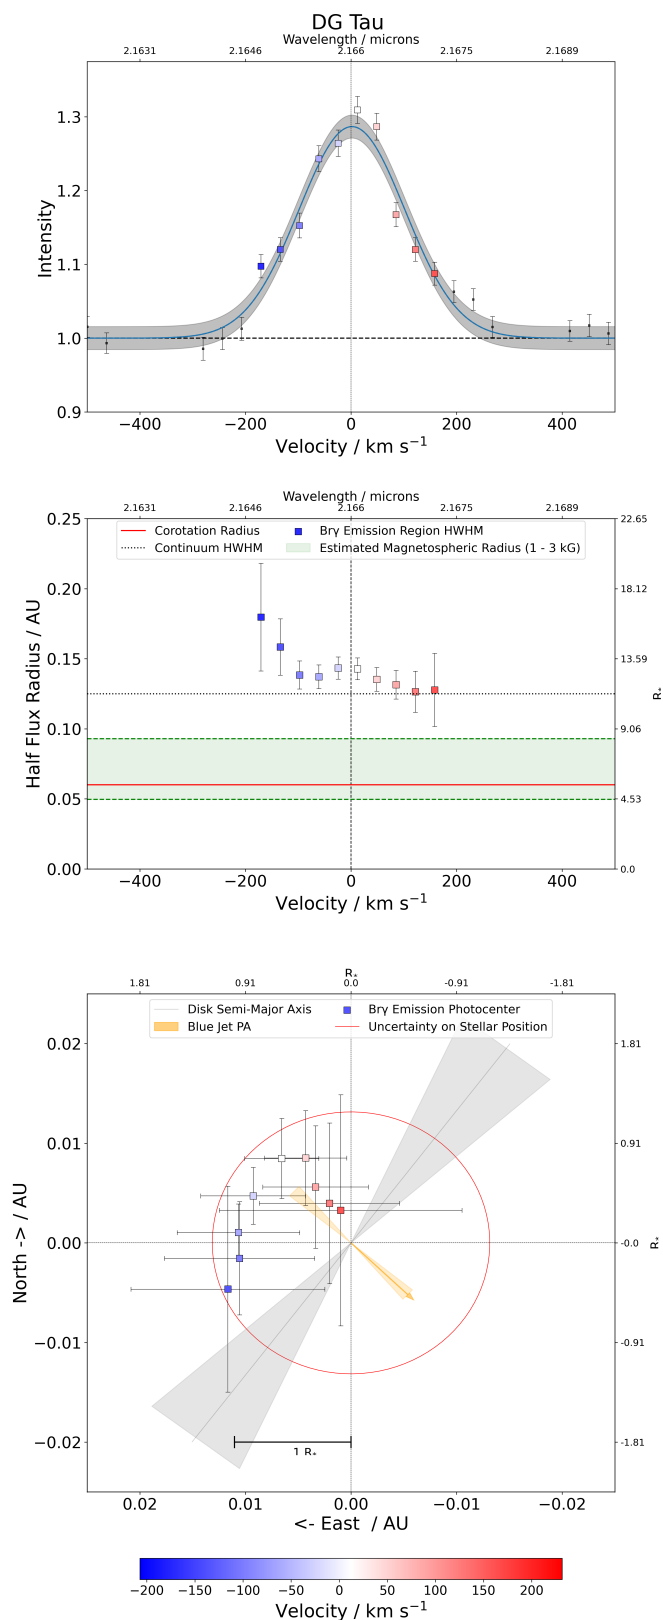 DG Tau
Wavelength / microns
2.1631 2.1646 2.166 2.1675 2.1689
Intensity
1.3
1.2
1.1
1.0
0.9
−400 −200 0 200 400
Velocity / km s⁻¹
Wavelength / microns
2.1631 2.1646 2.166 2.1675 2.1689
Corotation Radius
Continuum HWHM
Brγ Emission Region HWHM
Estimated Magnetospheric Radius (1 - 3 kG)
Half Flux Radius / AU
0.25
0.20
0.15
0.10
0.05
0.00
22.65
18.12
13.59
9.06
4.53
0.0
R*
−400 −200 0 200 400
Velocity / km s⁻¹
R*
1.81 0.91 0.0 -0.91 -1.81
Disk Semi-Major Axis
Blue Jet PA
Brγ Emission Photocenter
Uncertainty on Stellar Position
North -> / AU
0.02
0.01
0.00
−0.01
−0.02
1.81
0.91
-0.0
-0.91
-1.81
R*
1 R*
0.02 0.01 0.00 −0.01 −0.02
<- East / AU
−200 −150 −100 −50 0 50 100 150 200
Velocity / km s⁻¹